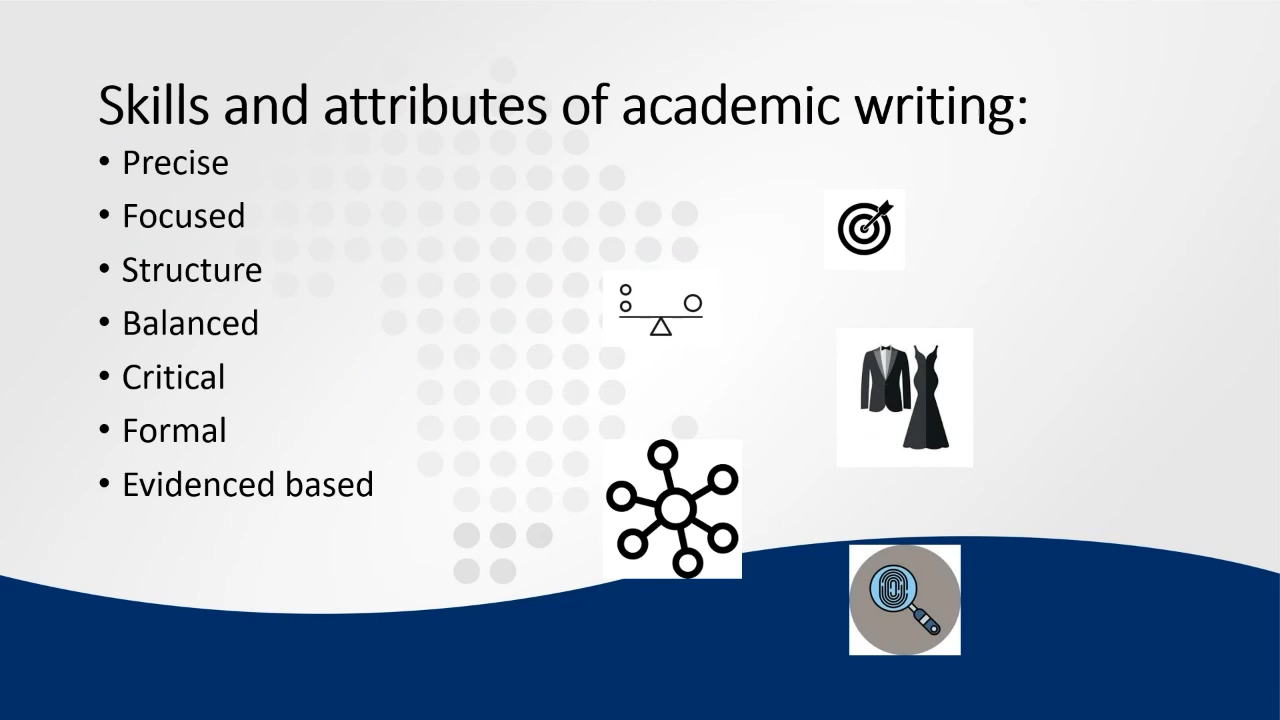 Skills and attributes of academic writing:
• Precise
• Focused
• Structure
• Balanced
• Critical
• Formal
• Evidenced based